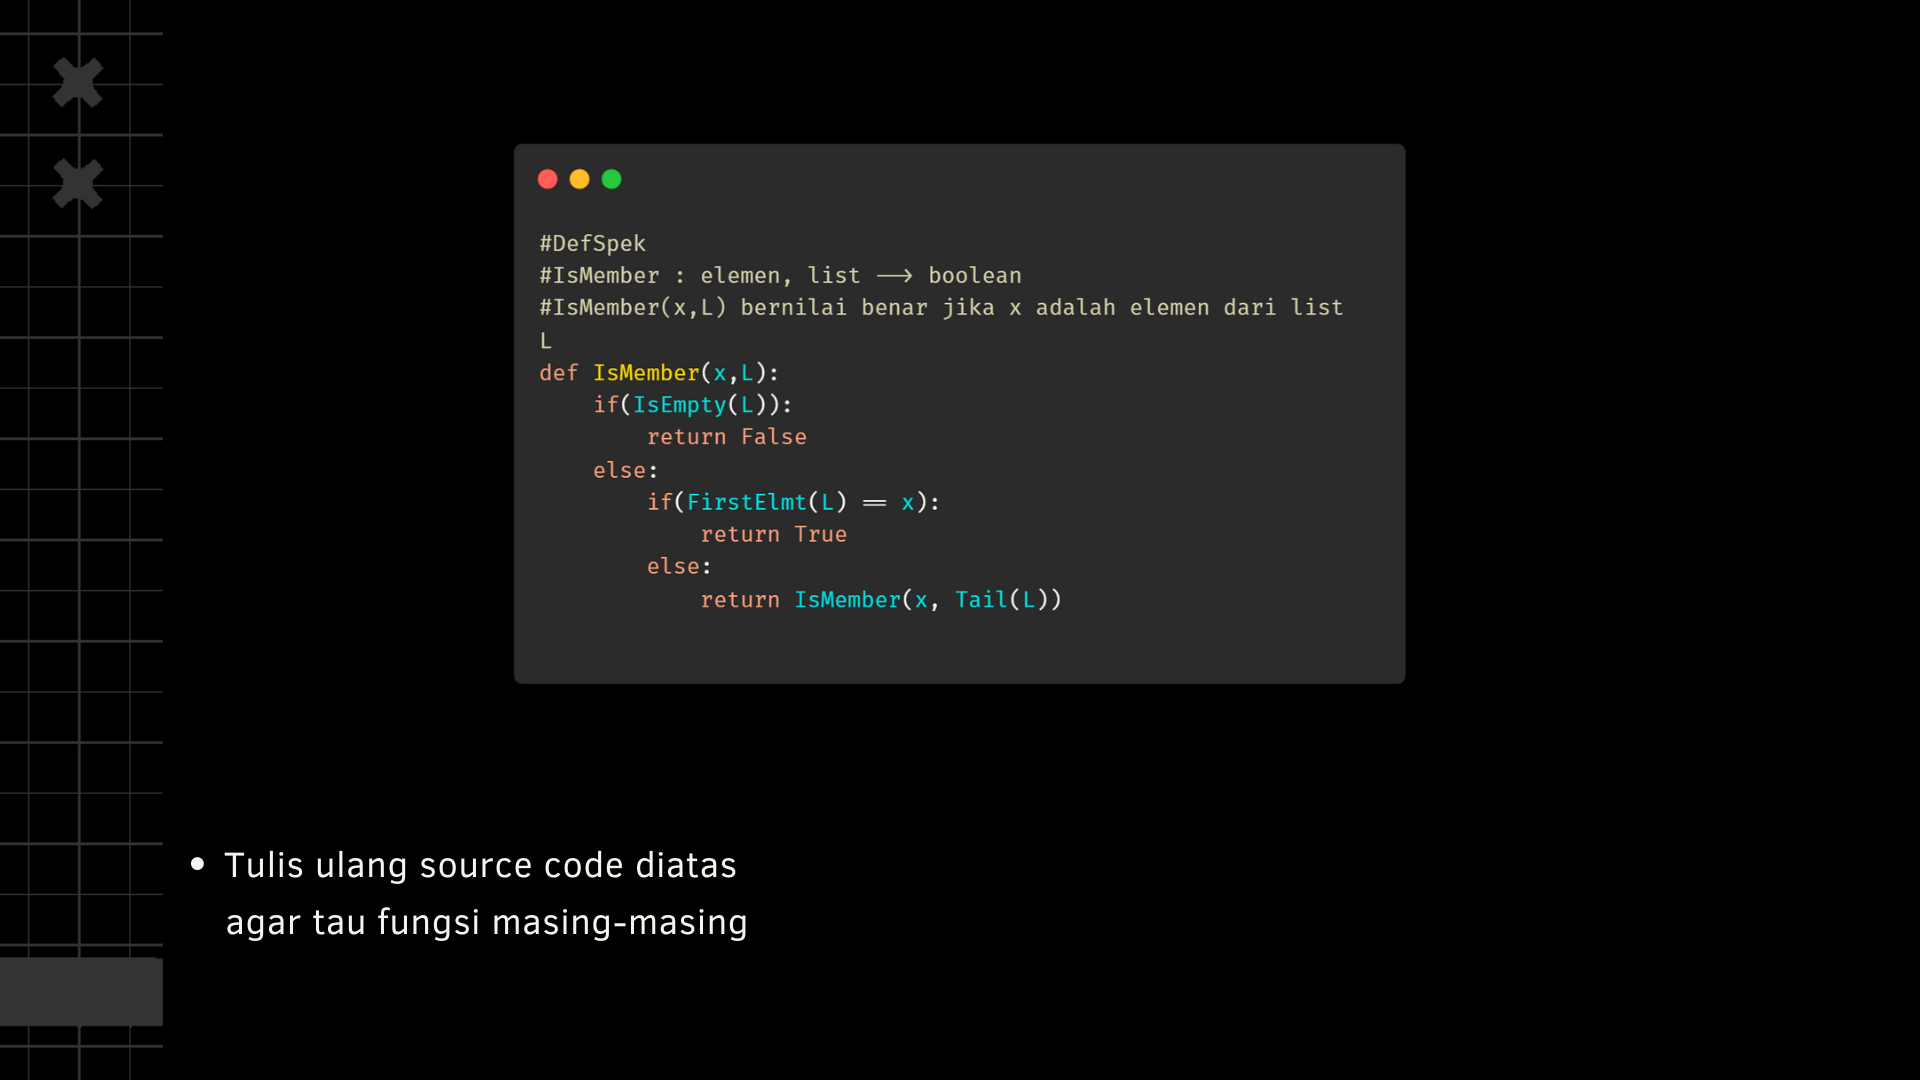 #DefSpek
#IsMember : elemen, list --> boolean
#IsMember(x,L) bernilai benar jika x adalah elemen dari list
L
def IsMember(x,L):
    if(IsEmpty(L)):
        return False
    else:
        if(FirstElmt(L) == x):
            return True
        else:
            return IsMember(x, Tail(L))
• Tulis ulang source code diatas
agar tau fungsi masing-masing